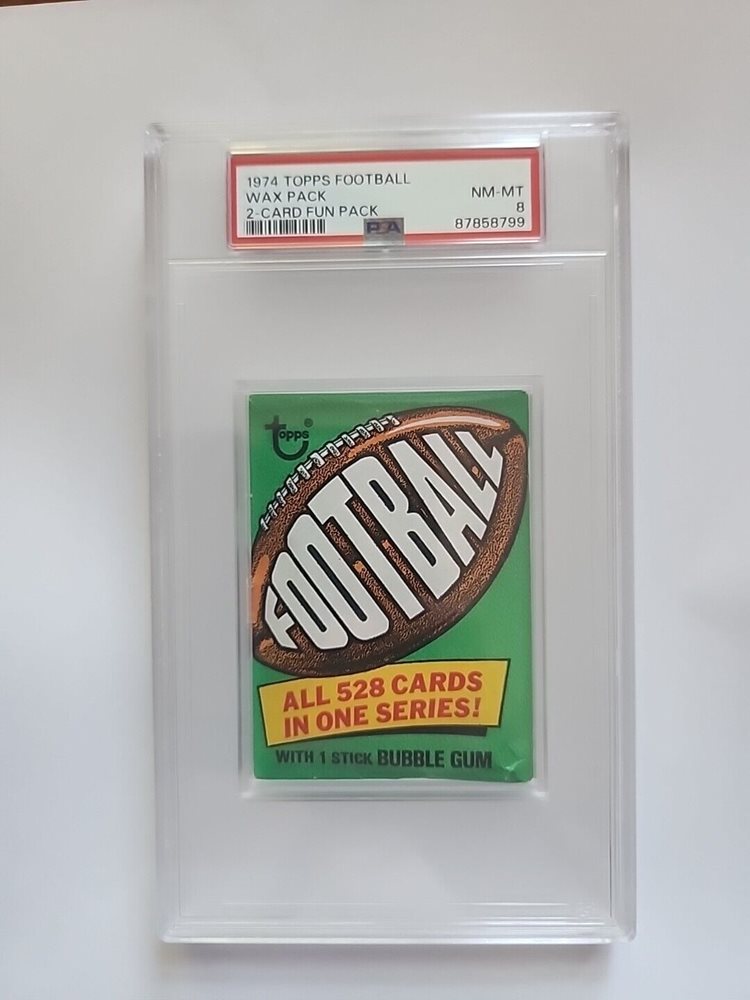 1974 TOPPS FOOTBALL
WAX PACK
NM-MT
2-CARD FUN PACK
8
PSA
87858799
Topps®
FOOTBALL
ALL 528 CARDS
IN ONE SERIES!
WITH 1 STICK BUBBLE GUM